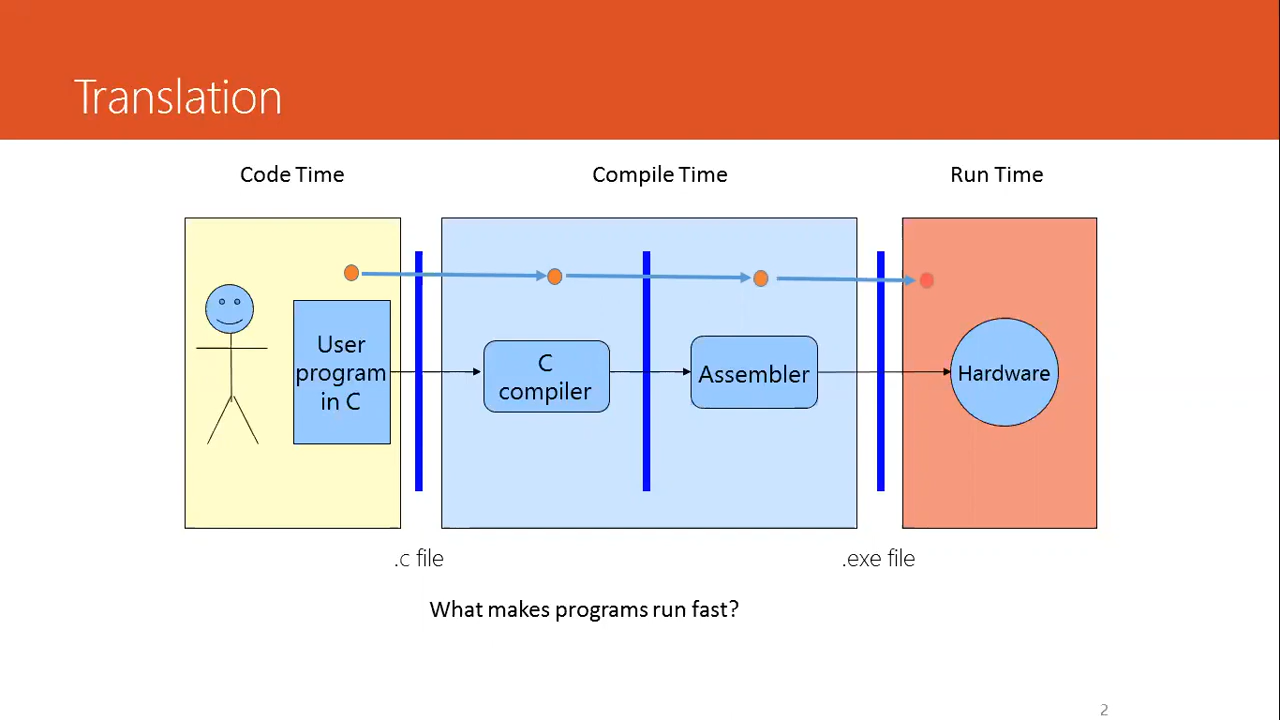 Translation
Code Time
Compile Time
Run Time
User
program
in C
C
compiler
Assembler
Hardware
.c file
.exe file
What makes programs run fast?
2